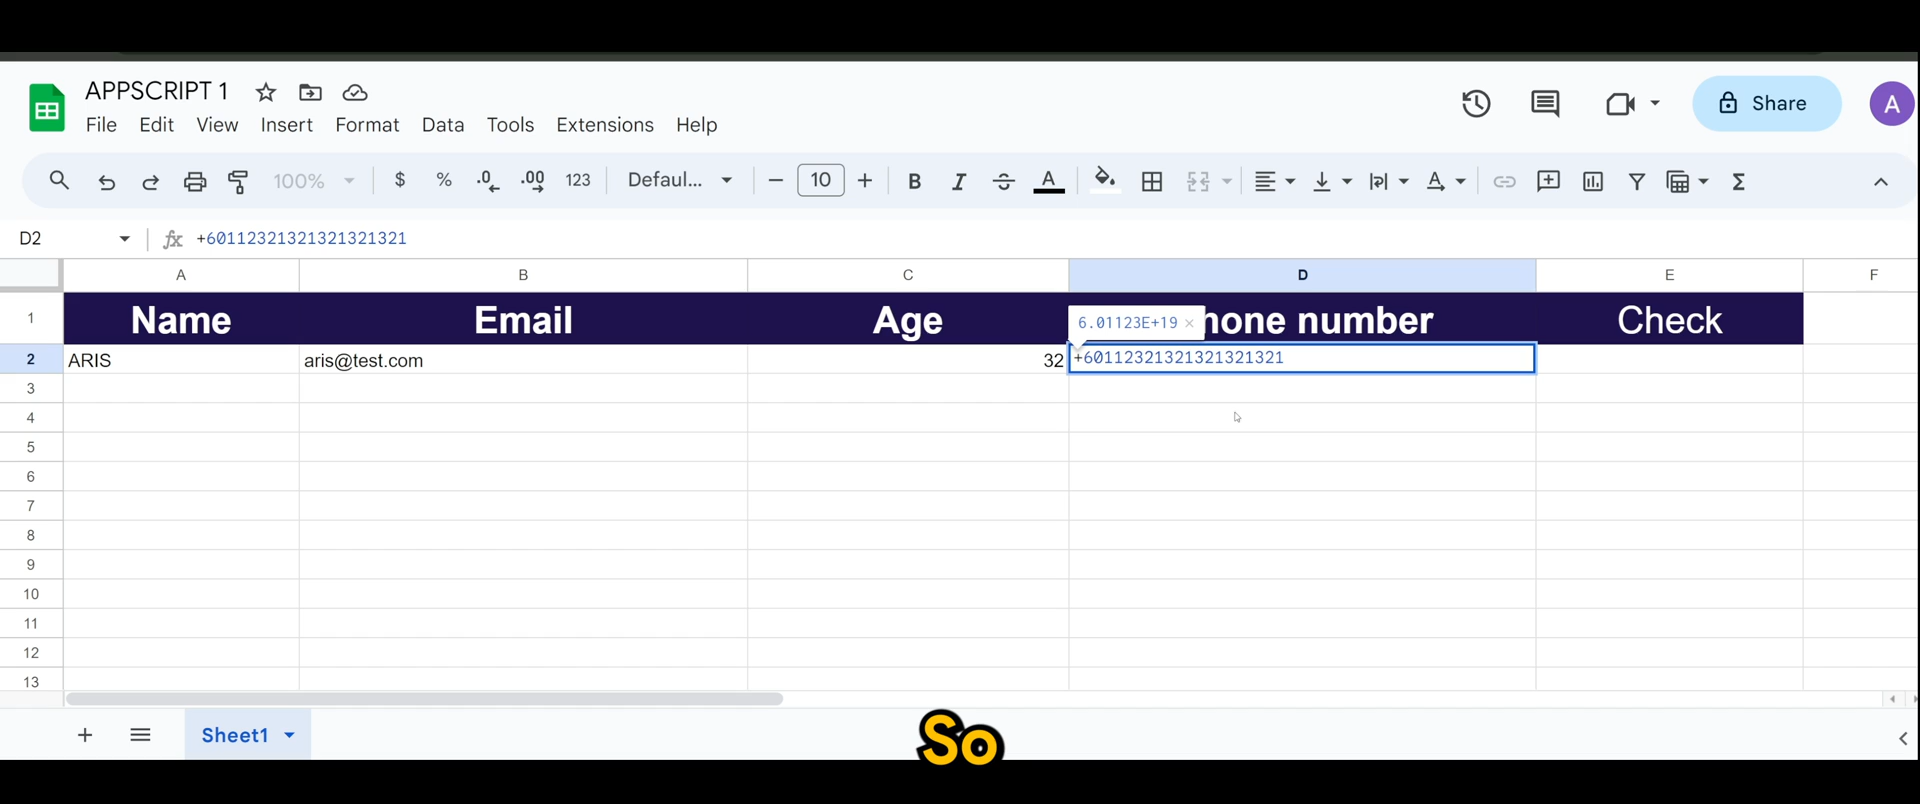 APPSCRIPT 1
File Edit View Insert Format Data Tools Extensions Help
Share
A
100% $ % .0 .00 123 Defaul... 10 B I S A A Σ
D2 fx +60112321321321321321
A B C D E F
1 Name Email Age hone number Check
6.01123E+19 ×
2 ARIS aris@test.com 32 +60112321321321321321
3
4
5
6
7
8
9
10
11
12
13
Sheet1
So